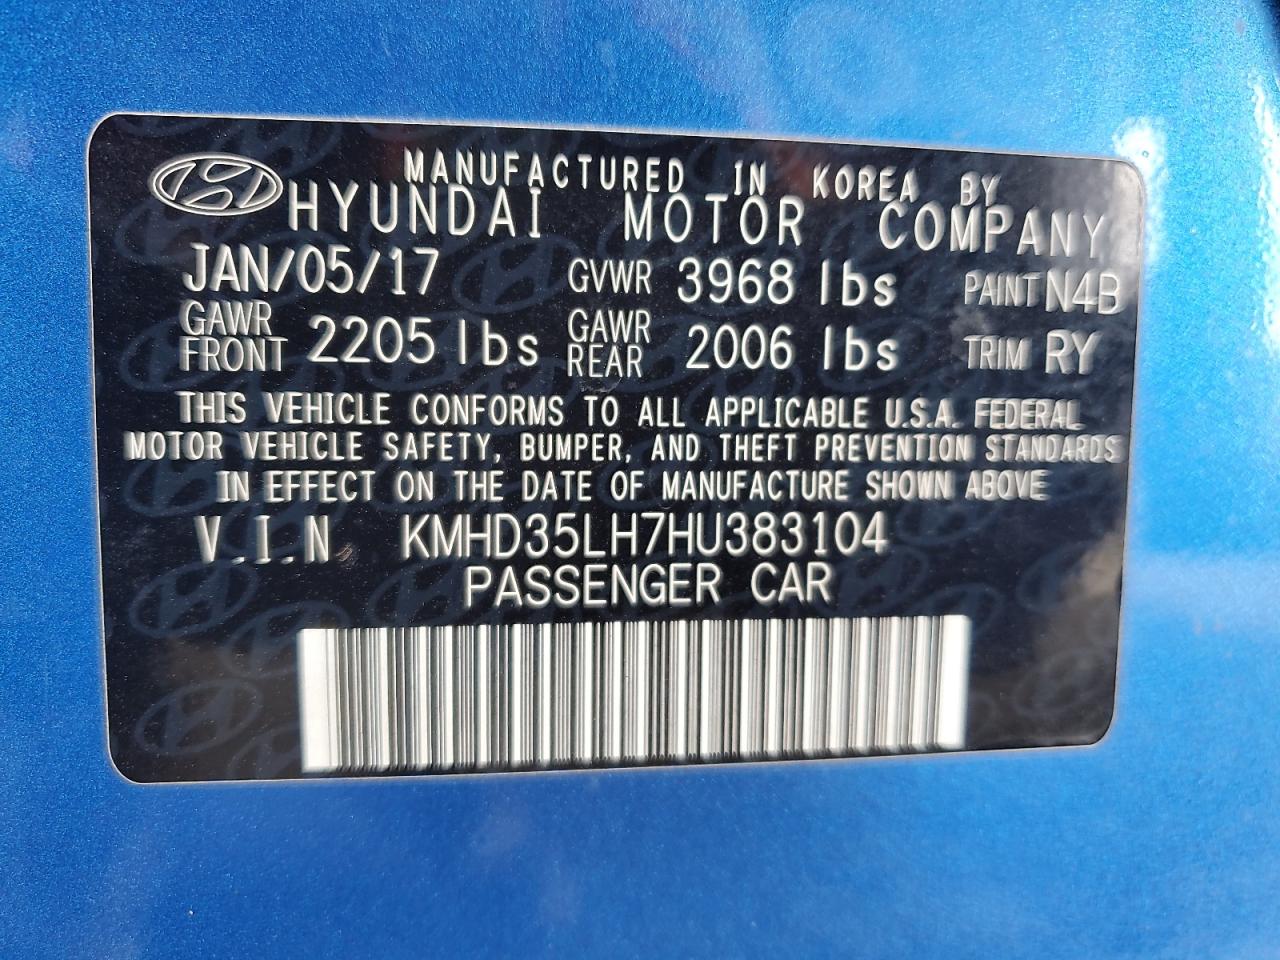 MANUFACTURED IN KOREA BY
HYUNDAI MOTOR COMPANY
JAN/05/17 GVWR 3968 lbs PAINT N4B
GAWR FRONT 2205 lbs GAWR REAR 2006 lbs TRIM RY
THIS VEHICLE CONFORMS TO ALL APPLICABLE U.S.A. FEDERAL
MOTOR VEHICLE SAFETY, BUMPER, AND THEFT PREVENTION STANDARDS
IN EFFECT ON THE DATE OF MANUFACTURE SHOWN ABOVE
V.I.N KMHD35LH7HU383104
PASSENGER CAR